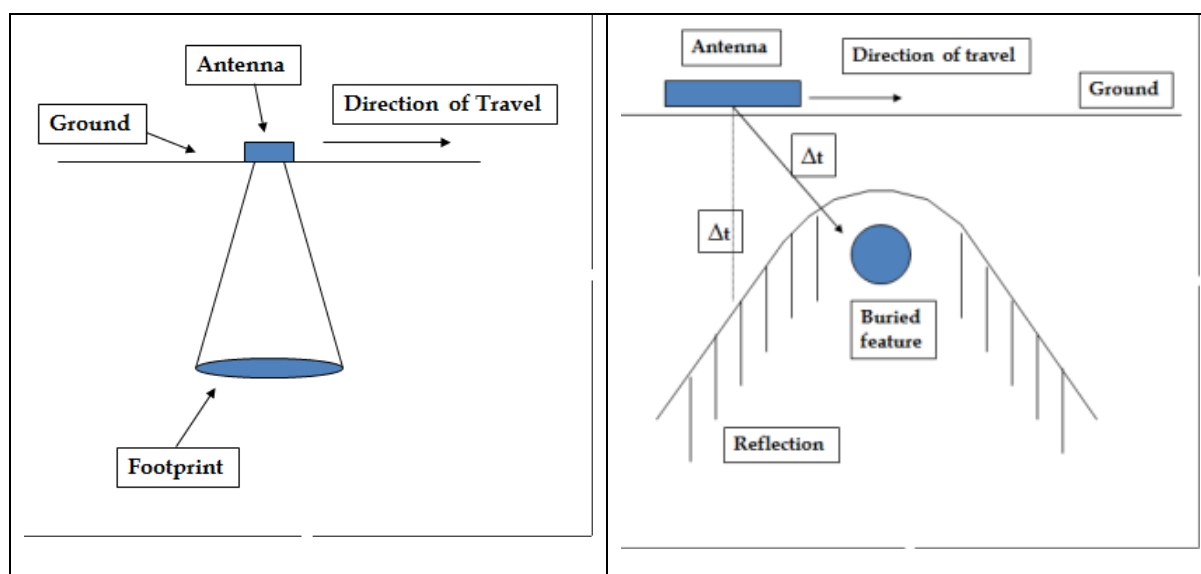 Antenna
Direction of Travel
Ground
Footprint
Antenna
Direction of travel
Ground
Δt
Δt
Buried
feature
Reflection